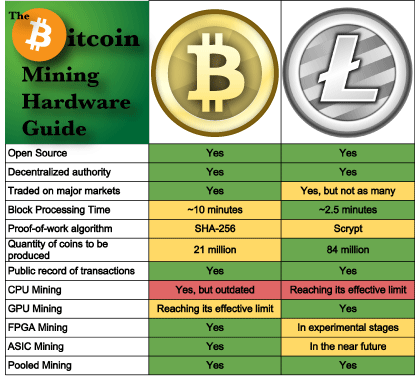 The
Bitcoin
Mining
Hardware
Guide
Open Source Yes Yes
Decentralized authority Yes Yes
Traded on major markets Yes Yes, but not as many
Block Processing Time ~10 minutes ~2.5 minutes
Proof-of-work algorithm SHA-256 Scrypt
Quantity of coins to be
produced 21 million 84 million
Public record of transactions Yes Yes
CPU Mining Yes, but outdated Reaching its effective limit
GPU Mining Reaching its effective limit Yes
FPGA Mining Yes In experimental stages
ASIC Mining Yes In the near future
Pooled Mining Yes Yes